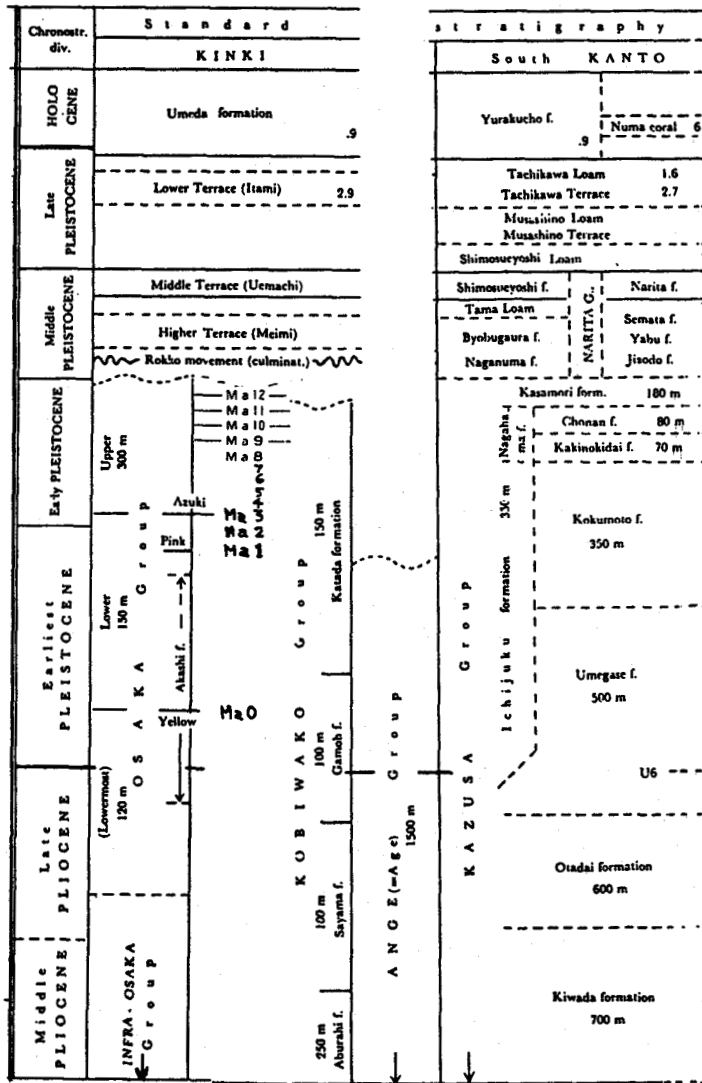 Chronostr. div.
Standard
stratigraphy
KINKI
South KANTO
HOLOCENE
Umeda formation
.9
Yurakucho f.
.9
Numa coral 6
Late PLEISTOCENE
Lower Terrace (Itami) 2.9
Tachikawa Loam 1.6
Tachikawa Terrace 2.7
Musashino Loam
Musashino Terrace
Shimosueyoshi Loam
Middle PLEISTOCENE
Middle Terrace (Uemachi)
Higher Terrace (Meimi)
Rokko movement (culminat.)
Shimosueyoshi f.
Tama Loam
Byobugaura f.
Naganuma f.
NARITA G.
Narita f.
Semata f.
Yabu f.
Jizodo f.
Early PLEISTOCENE
Upper 300 m
Ma 12
Ma 11
Ma 10
Ma 9
Ma 8
Azuki
Ma 3
Ma 2
Pink
Ma 1
Kasamori form. 180 m
Nagahama f.
Chonan f. 80 m
Kakinokidai f. 70 m
Kokumoto f.
350 m
Earliest PLEISTOCENE
Lower 150 m
OSAKA Group
Akashi f.
Yellow
Ma 0
KOBIWAKO Group
150 m Katada formation
100 m Gamoh f.
100 m Sayama f.
250 m Aburahi f.
ANGE (=Age) Group
1500 m
KAZUSA Group
Ichijuku formation 350 m
Umegase f.
500 m
U6
Late PLIOCENE
(Lowermost) 120 m
Otadai formation
600 m
Middle PLIOCENE
INFRA-OSAKA Group
Kiwada formation
700 m